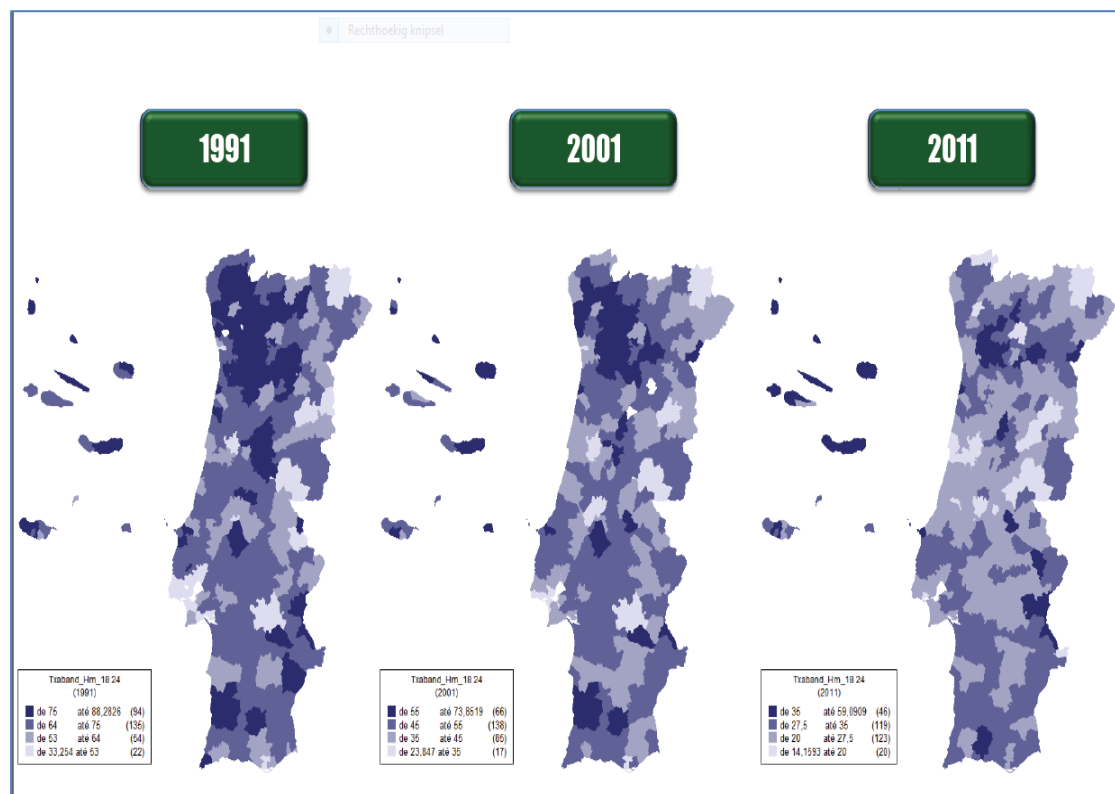 Rechthoekig knipsel
1991
2001
2011
Txaband_Hm_18 24
(1991)
de 75 até 88,2826 (94)
de 64 até 75 (135)
de 53 até 64 (54)
de 33,254 até 53 (22)
Txaband_Hm_18 24
(2001)
de 55 até 73,8519 (66)
de 45 até 55 (138)
de 35 até 45 (85)
de 23,847 até 35 (17)
Txaband_Hm_18 24
(2011)
de 35 até 59,0909 (46)
de 27,5 até 35 (119)
de 20 até 27,5 (123)
de 14,1593 até 20 (20)